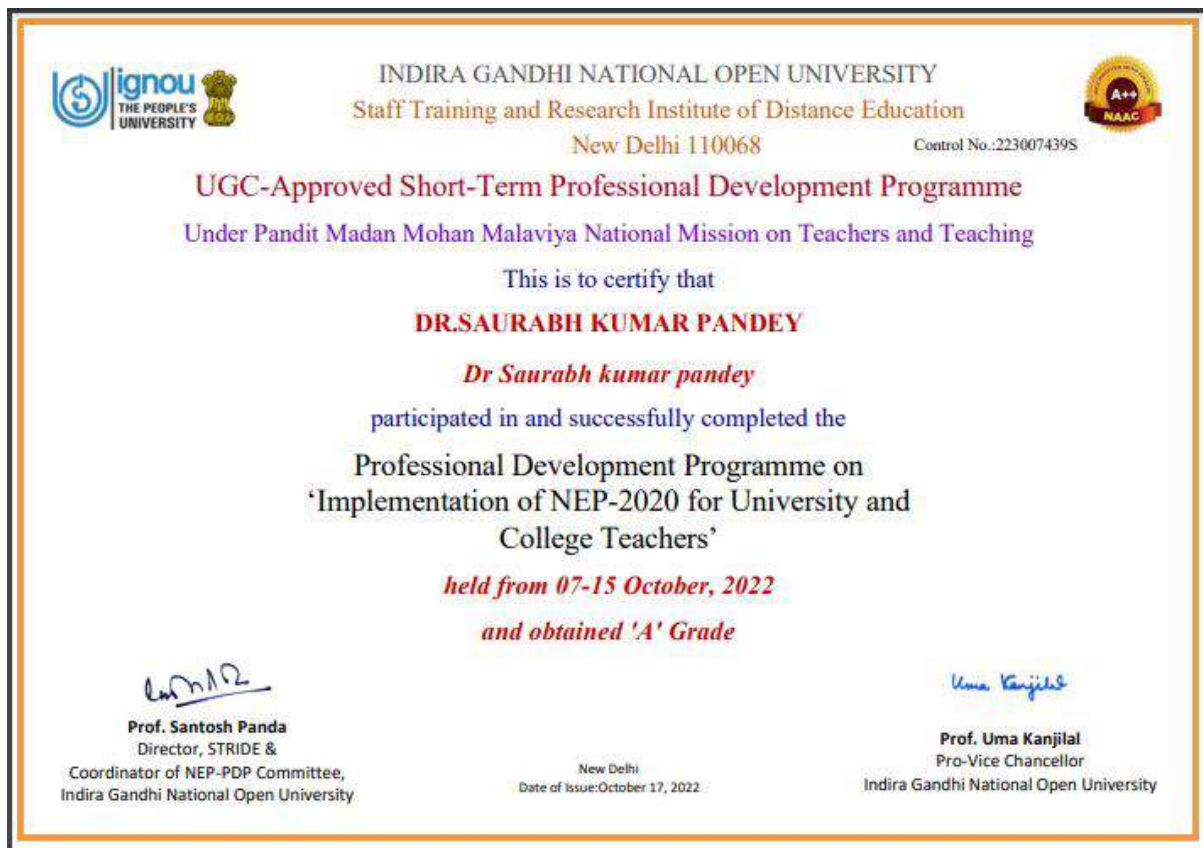 ignou
THE PEOPLE'S
UNIVERSITY
INDIRA GANDHI NATIONAL OPEN UNIVERSITY
Staff Training and Research Institute of Distance Education
New Delhi 110068
A++
NAAC
Control No.:223007439S
UGC-Approved Short-Term Professional Development Programme
Under Pandit Madan Mohan Malaviya National Mission on Teachers and Teaching
This is to certify that
DR.SAURABH KUMAR PANDEY
Dr Saurabh kumar pandey
participated in and successfully completed the
Professional Development Programme on
‘Implementation of NEP-2020 for University and
College Teachers’
held from 07-15 October, 2022
and obtained 'A' Grade
Prof. Santosh Panda
Director, STRIDE &
Coordinator of NEP-PDP Committee,
Indira Gandhi National Open University
New Delhi
Date of Issue:October 17, 2022
Uma Kanjilal
Prof. Uma Kanjilal
Pro-Vice Chancellor
Indira Gandhi National Open University